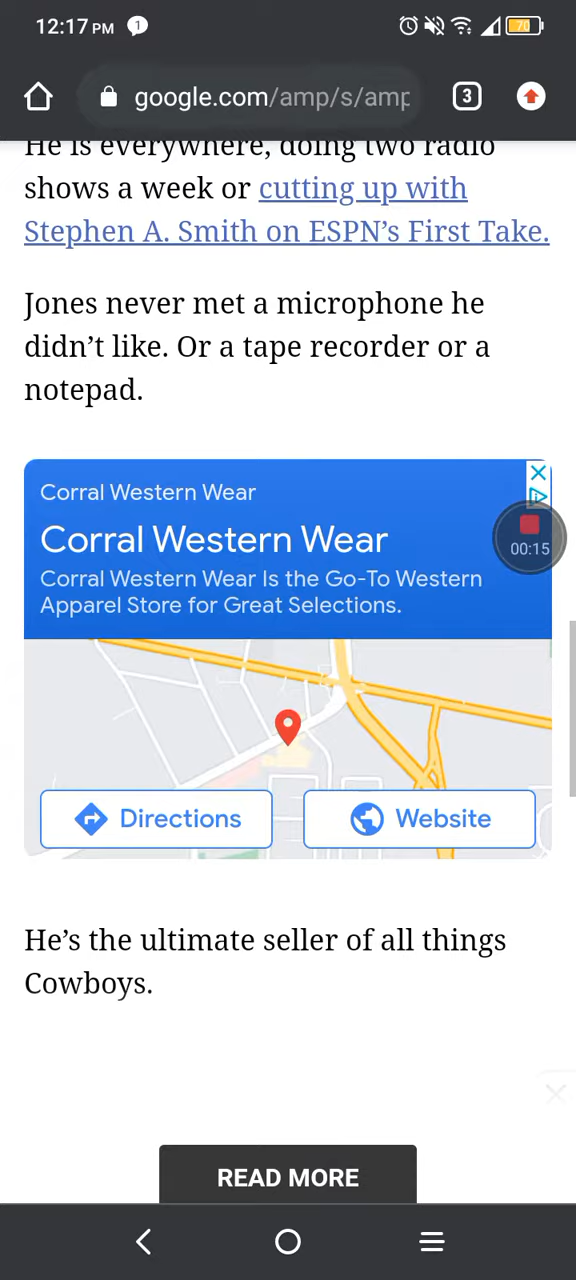 12:17 PM 1 70
google.com/amp/s/amp 3
He is everywhere, doing two radio
shows a week or cutting up with
Stephen A. Smith on ESPN’s First Take.
Jones never met a microphone he
didn’t like. Or a tape recorder or a
notepad.
Corral Western Wear
Corral Western Wear
Corral Western Wear Is the Go-To Western
Apparel Store for Great Selections.
00:15
Directions Website
He’s the ultimate seller of all things
Cowboys.
READ MORE